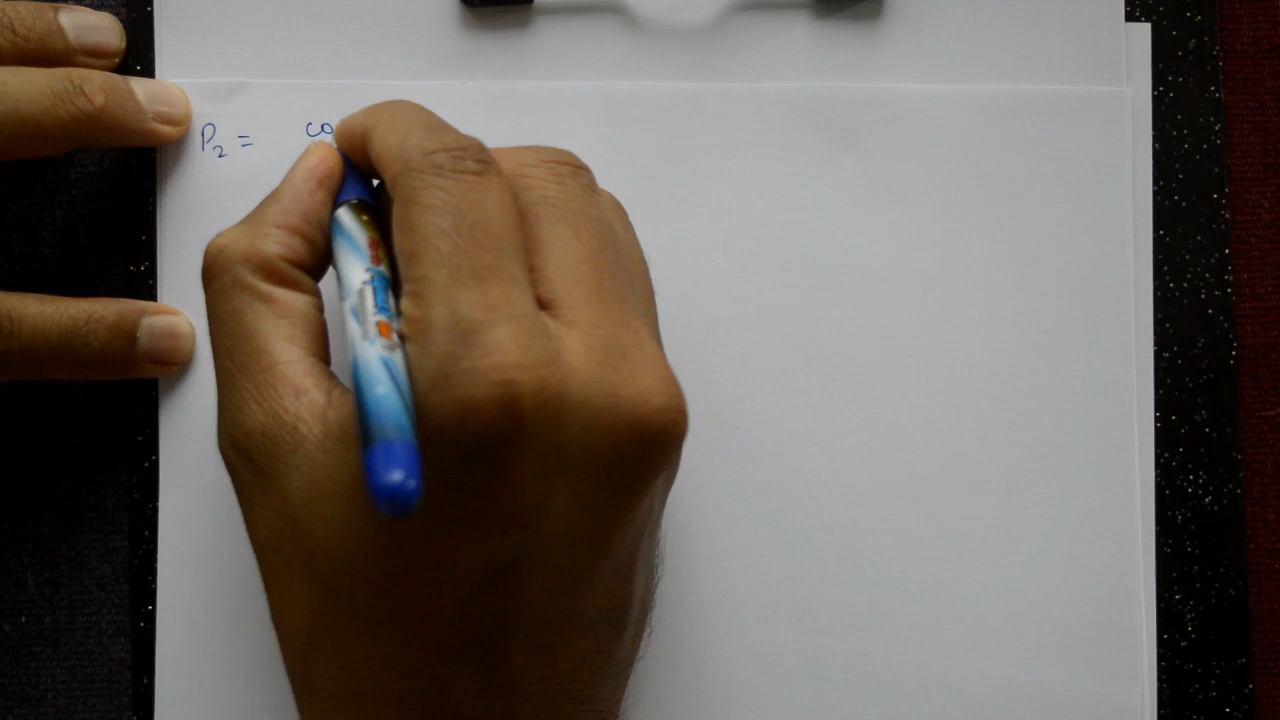 P₂ = co